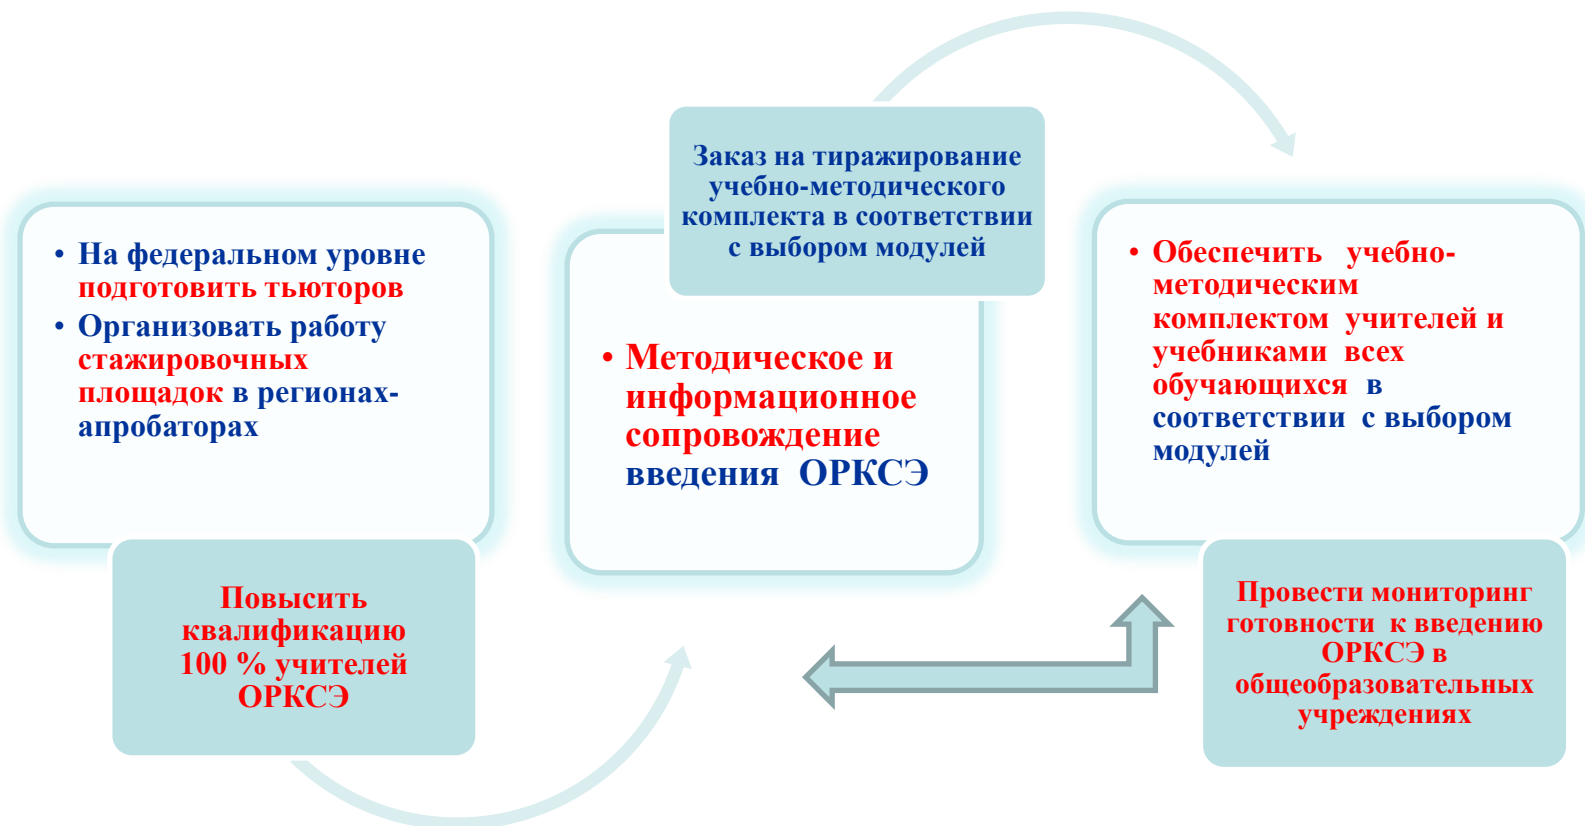 • На федеральном уровне
подготовить тьюторов
• Организовать работу
стажировочных
площадок в регионах-
апробаторах
Повысить
квалификацию
100 % учителей
ОРКСЭ
Заказ на тиражирование
учебно-методического
комплекта в соответствии
с выбором модулей
• Методическое и
информационное
сопровождение
введения ОРКСЭ
• Обеспечить учебно-
методическим
комплектом учителей и
учебниками всех
обучающихся в
соответствии с выбором
модулей
Провести мониторинг
готовности к введению
ОРКСЭ в
общеобразовательных
учреждениях